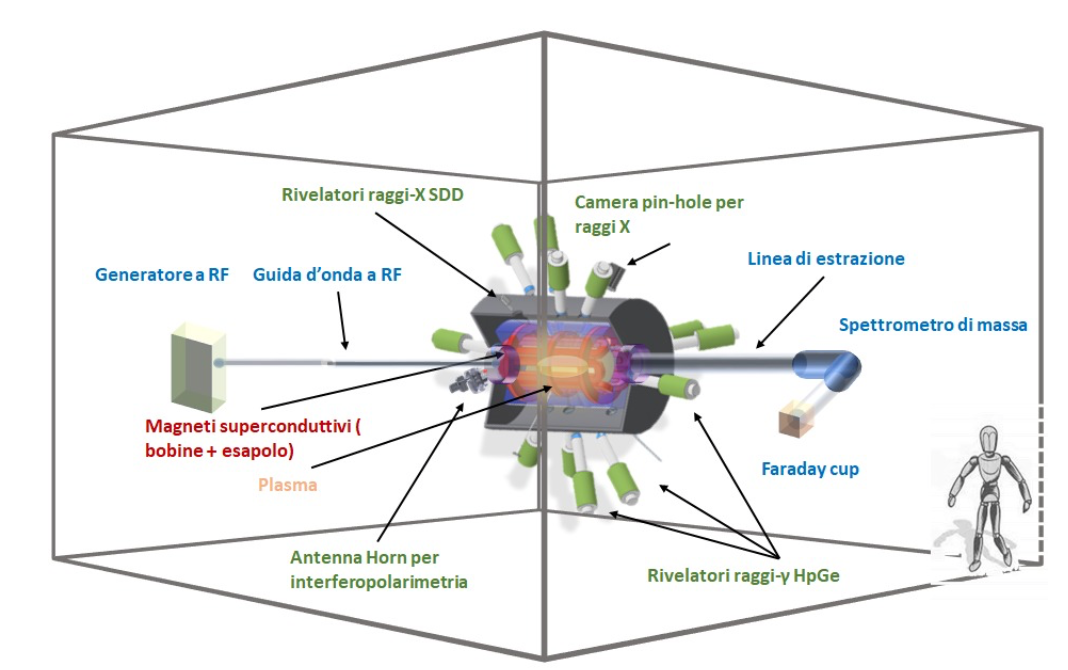 Rivelatori raggi-X SDD
Camera pin-hole per
raggi X
Generatore a RF
Guida d'onda a RF
Linea di estrazione
Spettrometro di massa
Magneti superconduttivi (
bobine + esapolo)
Plasma
Faraday cup
Antenna Horn per
interferopolarimetria
Rivelatori raggi-γ HpGe